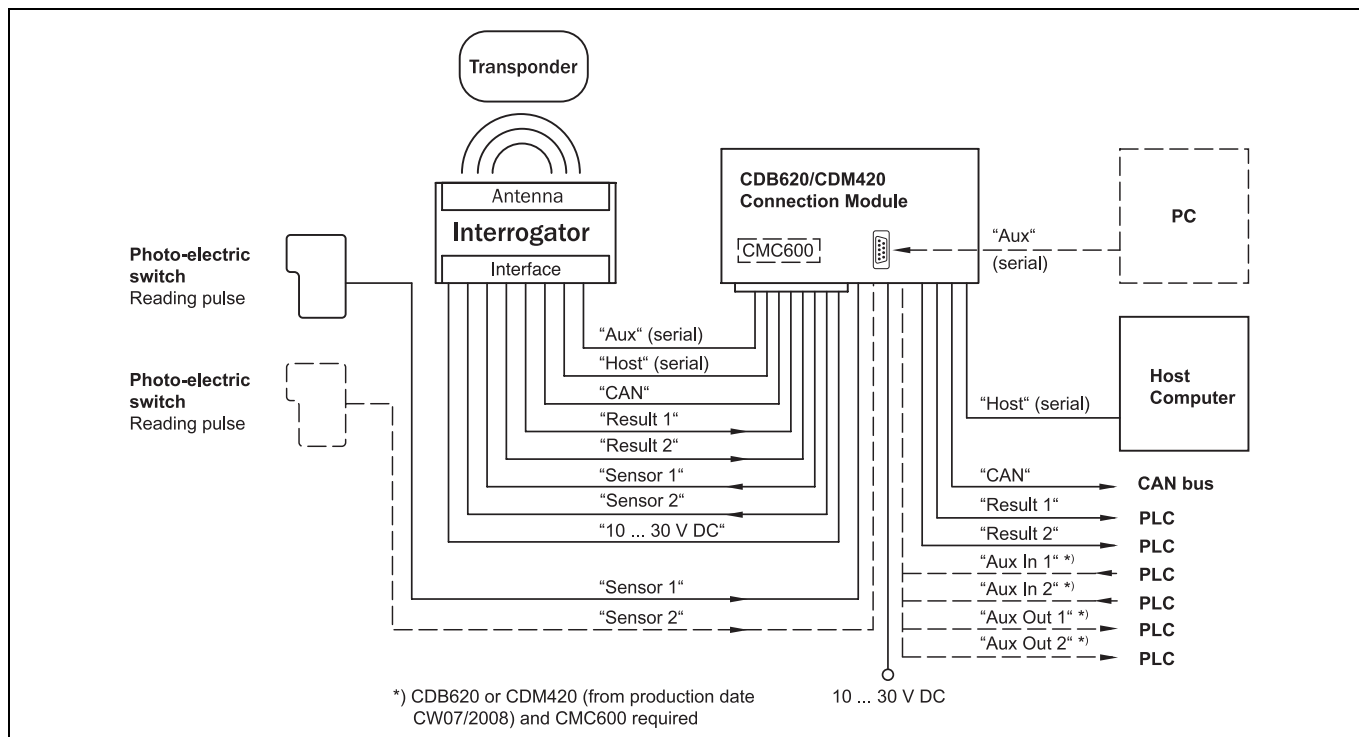 Transponder
Antenna
Interrogator
Interface
CDB620/CDM420
Connection Module
CMC600
PC
“Aux“
(serial)
Photo-electric
switch
Reading pulse
Photo-electric
switch
Reading pulse
“Aux“ (serial)
“Host“ (serial)
“CAN“
“Result 1“
“Result 2“
“Sensor 1“
“Sensor 2“
“10 ... 30 V DC“
“Sensor 1“
“Sensor 2“
Host
Computer
“Host“ (serial)
“CAN“ CAN bus
“Result 1“ PLC
“Result 2“ PLC
“Aux In 1“ *) PLC
“Aux In 2“ *) PLC
“Aux Out 1“ *) PLC
“Aux Out 2“ *) PLC
10 ... 30 V DC
*) CDB620 or CDM420 (from production date
CW07/2008) and CMC600 required